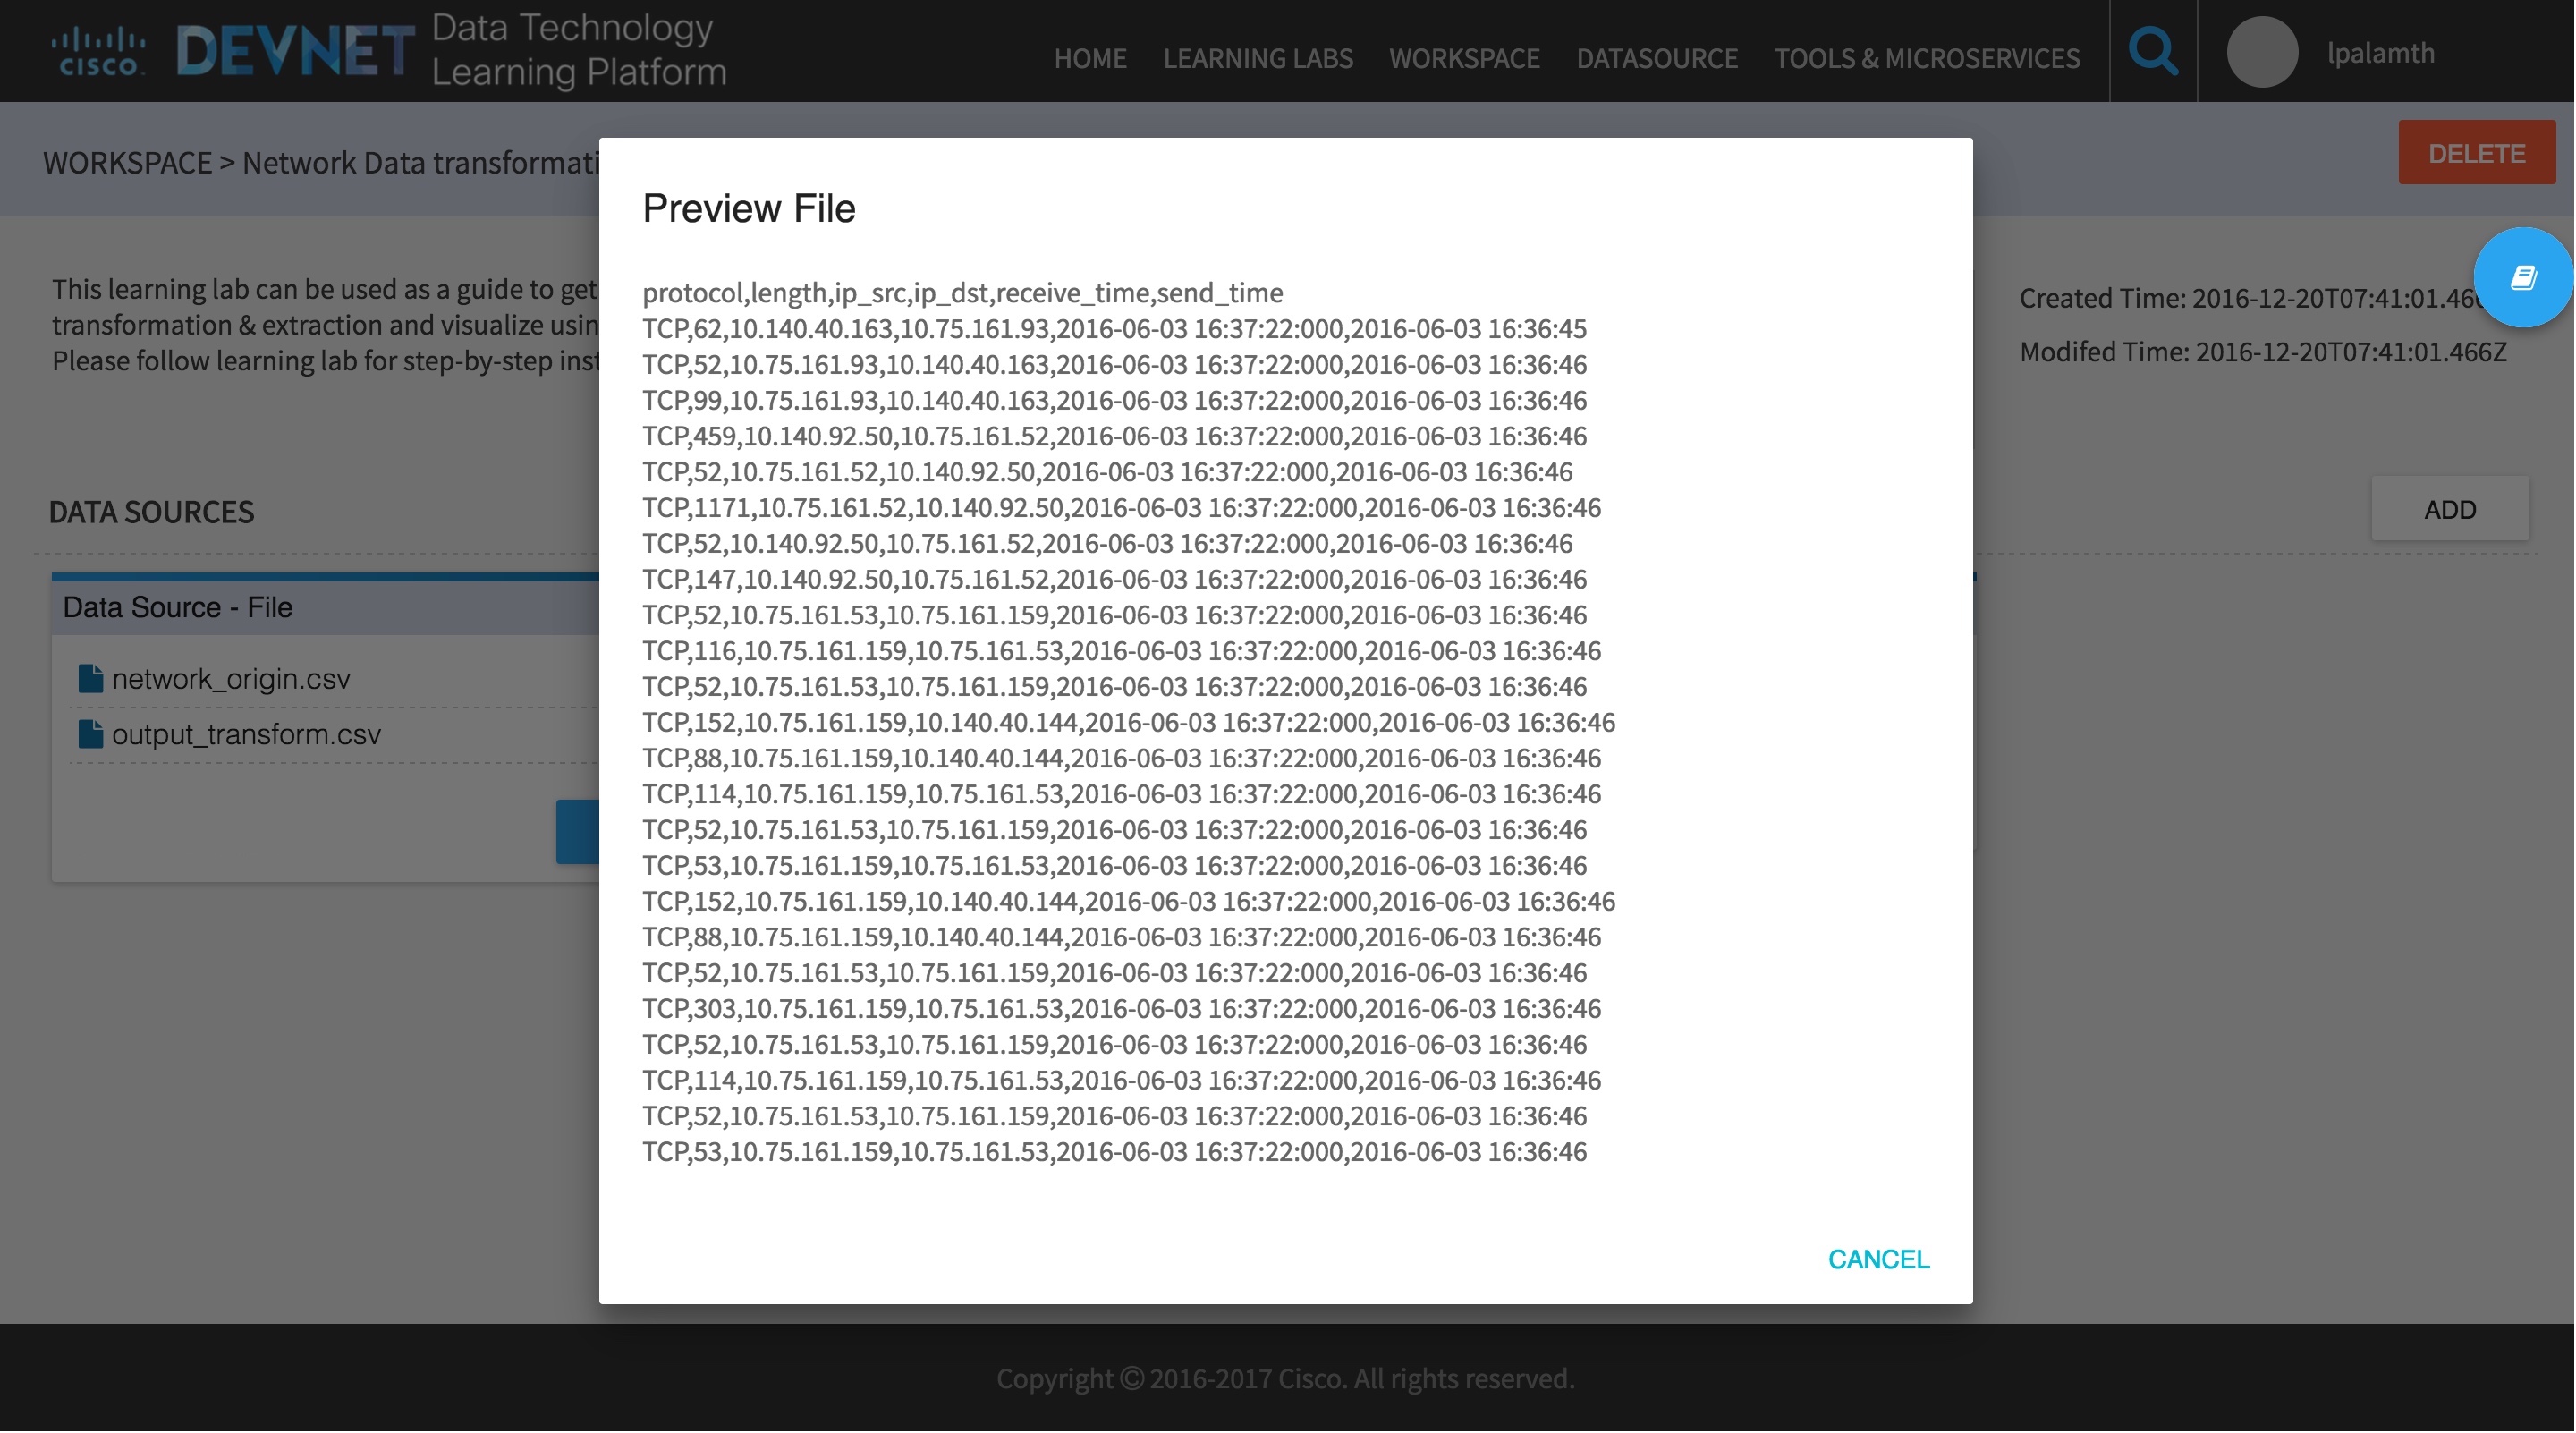 CISCO
DEVNET
Data Technology
Learning Platform
HOME LEARNING LABS WORKSPACE DATASOURCE TOOLS & MICROSERVICES
lpalamth
WORKSPACE > Network Data transformati
DELETE
This learning lab can be used as a guide to get
transformation & extraction and visualize usin
Please follow learning lab for step-by-step inst
Created Time: 2016-12-20T07:41:01.46
Modifed Time: 2016-12-20T07:41:01.466Z
DATA SOURCES
ADD
Data Source - File
network_origin.csv
output_transform.csv
Preview File
protocol,length,ip_src,ip_dst,receive_time,send_time
TCP,62,10.140.40.163,10.75.161.93,2016-06-03 16:37:22:000,2016-06-03 16:36:45
TCP,52,10.75.161.93,10.140.40.163,2016-06-03 16:37:22:000,2016-06-03 16:36:46
TCP,99,10.75.161.93,10.140.40.163,2016-06-03 16:37:22:000,2016-06-03 16:36:46
TCP,459,10.140.92.50,10.75.161.52,2016-06-03 16:37:22:000,2016-06-03 16:36:46
TCP,52,10.75.161.52,10.140.92.50,2016-06-03 16:37:22:000,2016-06-03 16:36:46
TCP,1171,10.75.161.52,10.140.92.50,2016-06-03 16:37:22:000,2016-06-03 16:36:46
TCP,52,10.140.92.50,10.75.161.52,2016-06-03 16:37:22:000,2016-06-03 16:36:46
TCP,147,10.140.92.50,10.75.161.52,2016-06-03 16:37:22:000,2016-06-03 16:36:46
TCP,52,10.75.161.53,10.75.161.159,2016-06-03 16:37:22:000,2016-06-03 16:36:46
TCP,116,10.75.161.159,10.75.161.53,2016-06-03 16:37:22:000,2016-06-03 16:36:46
TCP,52,10.75.161.53,10.75.161.159,2016-06-03 16:37:22:000,2016-06-03 16:36:46
TCP,152,10.75.161.159,10.140.40.144,2016-06-03 16:37:22:000,2016-06-03 16:36:46
TCP,88,10.75.161.159,10.140.40.144,2016-06-03 16:37:22:000,2016-06-03 16:36:46
TCP,114,10.75.161.159,10.75.161.53,2016-06-03 16:37:22:000,2016-06-03 16:36:46
TCP,52,10.75.161.53,10.75.161.159,2016-06-03 16:37:22:000,2016-06-03 16:36:46
TCP,53,10.75.161.159,10.75.161.53,2016-06-03 16:37:22:000,2016-06-03 16:36:46
TCP,152,10.75.161.159,10.140.40.144,2016-06-03 16:37:22:000,2016-06-03 16:36:46
TCP,88,10.75.161.159,10.140.40.144,2016-06-03 16:37:22:000,2016-06-03 16:36:46
TCP,52,10.75.161.53,10.75.161.159,2016-06-03 16:37:22:000,2016-06-03 16:36:46
TCP,303,10.75.161.159,10.75.161.53,2016-06-03 16:37:22:000,2016-06-03 16:36:46
TCP,52,10.75.161.53,10.75.161.159,2016-06-03 16:37:22:000,2016-06-03 16:36:46
TCP,114,10.75.161.159,10.75.161.53,2016-06-03 16:37:22:000,2016-06-03 16:36:46
TCP,52,10.75.161.53,10.75.161.159,2016-06-03 16:37:22:000,2016-06-03 16:36:46
TCP,53,10.75.161.159,10.75.161.53,2016-06-03 16:37:22:000,2016-06-03 16:36:46
CANCEL
Copyright © 2016-2017 Cisco. All rights reserved.